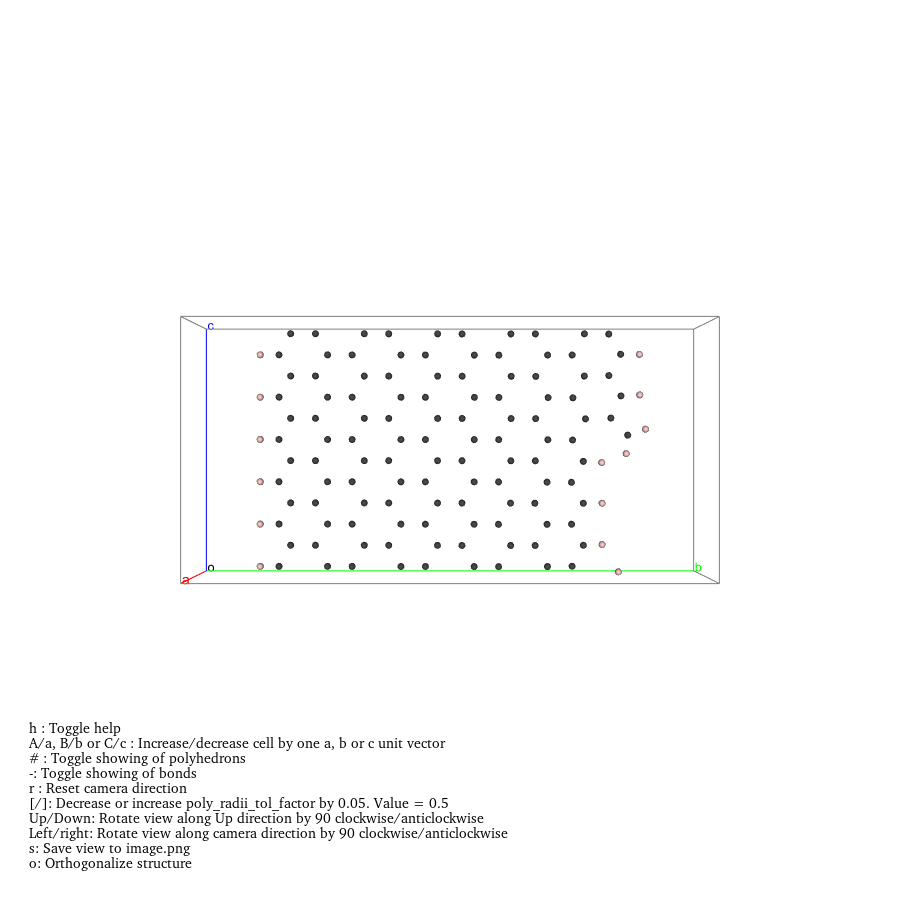 c
o
a
b
h : Toggle help
A/a, B/b or C/c : Increase/decrease cell by one a, b or c unit vector
# : Toggle showing of polyhedrons
-: Toggle showing of bonds
r : Reset camera direction
[/]: Decrease or increase poly_radii_tol_factor by 0.05. Value = 0.5
Up/Down: Rotate view along Up direction by 90 clockwise/anticlockwise
Left/right: Rotate view along camera direction by 90 clockwise/anticlockwise
s: Save view to image.png
o: Orthogonalize structure